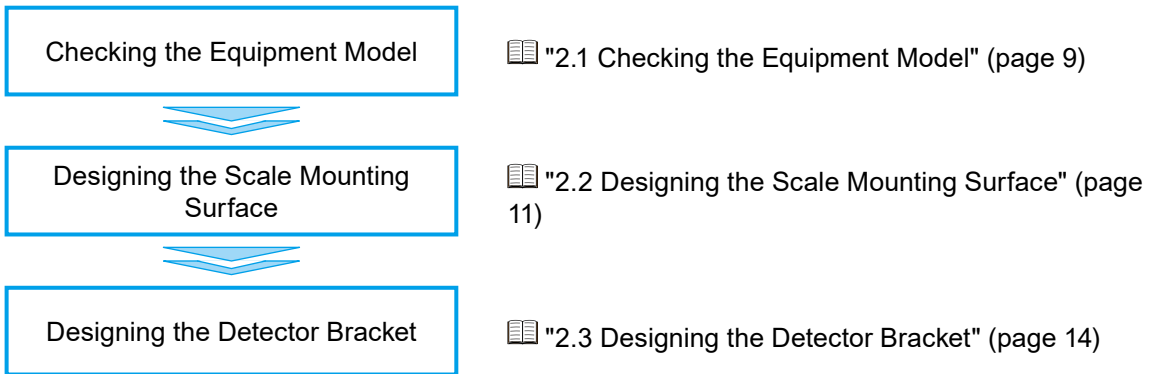 Checking the Equipment Model
"2.1 Checking the Equipment Model" (page 9)
Designing the Scale Mounting
Surface
"2.2 Designing the Scale Mounting Surface" (page
11)
Designing the Detector Bracket
"2.3 Designing the Detector Bracket" (page 14)